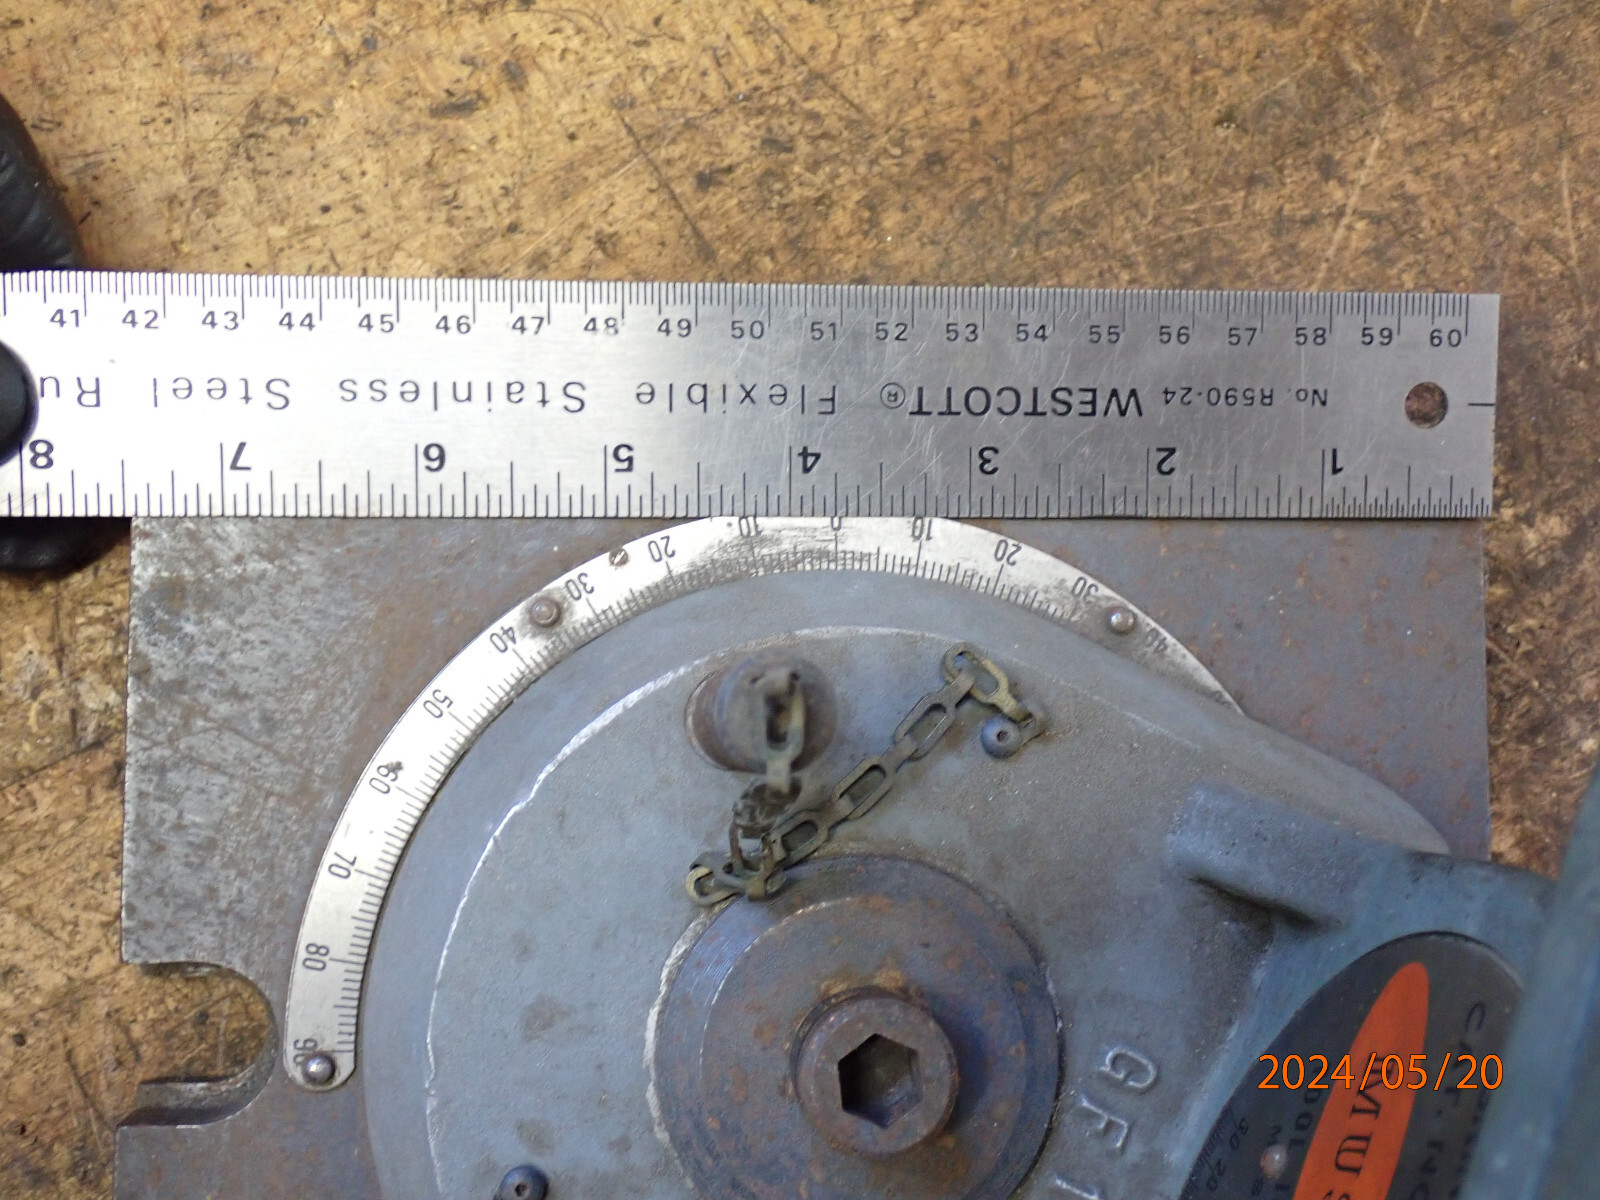 41 42 43 44 45 46 47 48 49 50 51 52 53 54 55 56 57 58 59 60
No. R590-24 WESTCOTT® Flexible Stainless Steel Ru
1 2 3 4 5 6 7 8
90 80 70 60 50 40 30 20 10 0 10 20 30 40
GF1
2024/05/20